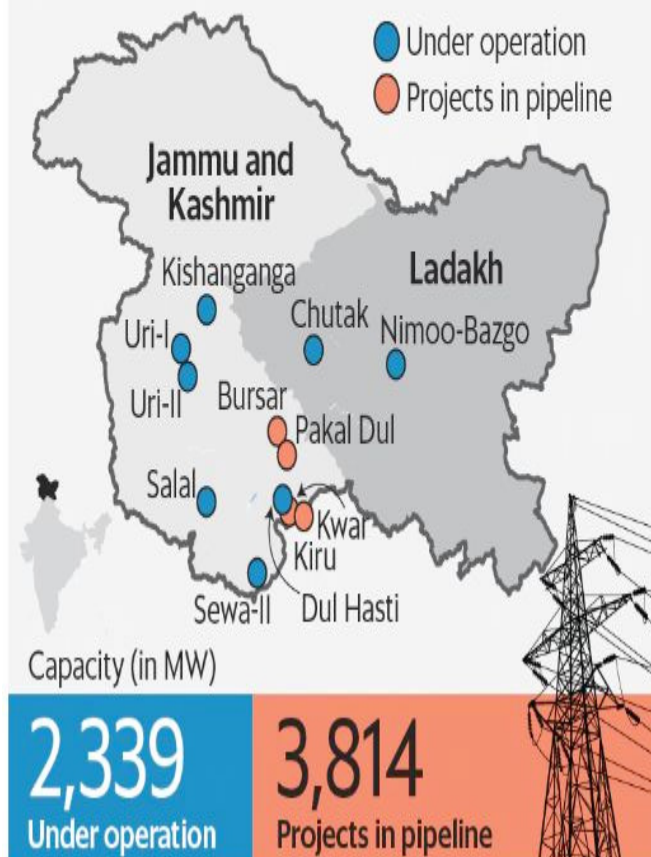 Under operation
Projects in pipeline
Jammu and
Kashmir
Ladakh
Kishanganga
Chutak
Nimoo-Bazgo
Uri-I
Uri-II
Bursar
Pakal Dul
Salal
Kwar
Kiru
Sewa-II
Dul Hasti
Capacity (in MW)
2,339
Under operation
3,814
Projects in pipeline